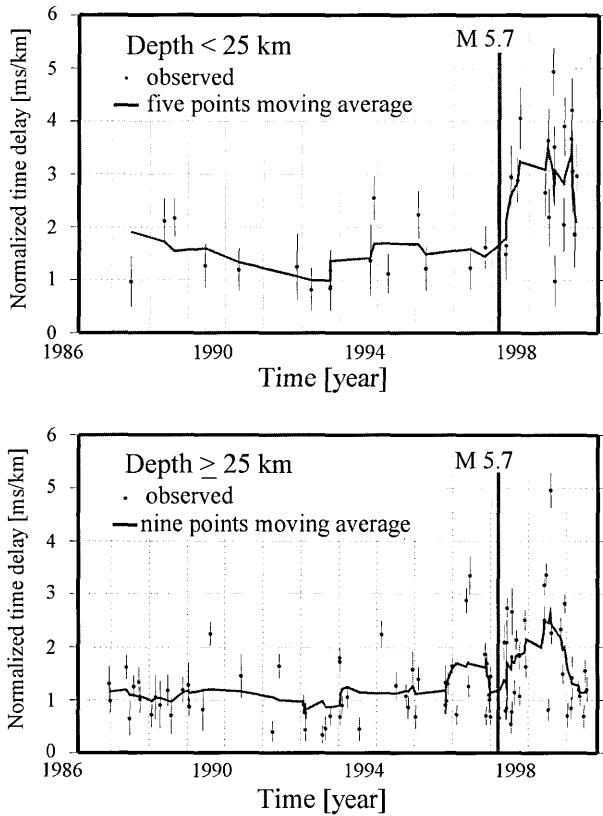 Normalized time delay [ms/km]
6
5
4
3
2
1
0
Depth < 25 km
observed
five points moving average
M 5.7
1986
1990
1994
1998
Time [year]
Normalized time delay [ms/km]
6
5
4
3
2
1
0
Depth ≥ 25 km
observed
nine points moving average
M 5.7
1986
1990
1994
1998
Time [year]